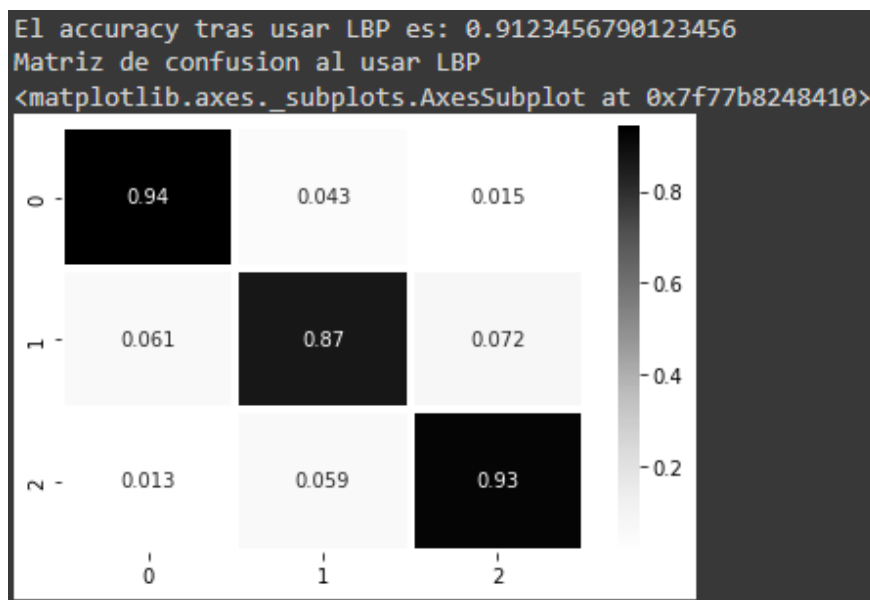 El accuracy tras usar LBP es: 0.9123456790123456
Matriz de confusion al usar LBP
<matplotlib.axes._subplots.AxesSubplot at 0x7f77b8248410>
0 0.94 0.043 0.015
1 0.061 0.87 0.072
2 0.013 0.059 0.93
0 1 2
0.8
0.6
0.4
0.2